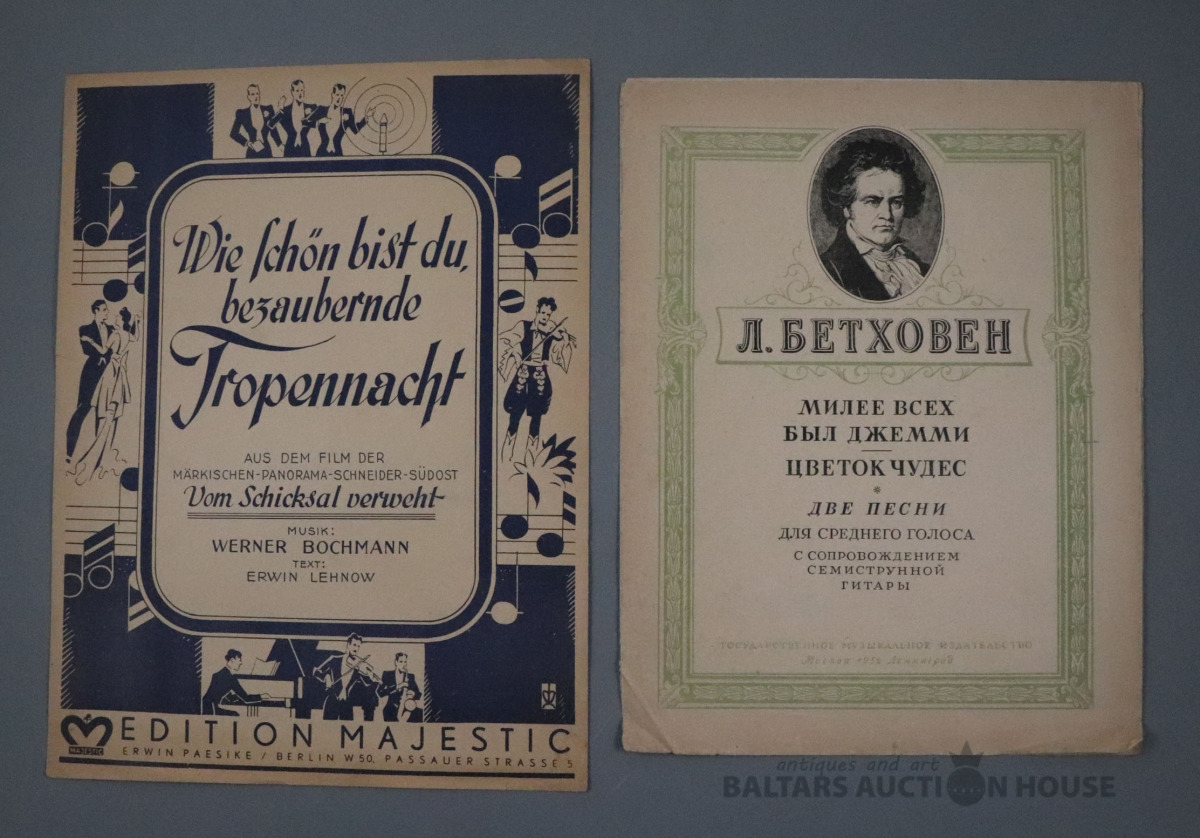 Wie schön bist du,
bezaubernde
Tropennacht
AUS DEM FILM DER
MÄRKISCHEN-PANORAMA-SCHNEIDER-SÜDOST
Vom Schicksal verweht
MUSIK:
WERNER BOCHMANN
TEXT:
ERWIN LEHNOW
MAJESTIC
EDITION MAJESTIC
ERWIN PAESIKE / BERLIN W50, PASSAUER STRASSE 5
Л. БЕТХОВЕН
МИЛЕЕ ВСЕХ
БЫЛ ДЖЕММИ
ЦВЕТОК ЧУДЕС
ДВЕ ПЕСНИ
ДЛЯ СРЕДНЕГО ГОЛОСА
С СОПРОВОЖДЕНИЕМ
СЕМИСТРУННОЙ
ГИТАРЫ
ГОСУДАРСТВЕННОЕ МУЗЫКАЛЬНОЕ ИЗДАТЕЛЬСТВО
Москва 1952 Ленинград
antiques and art
BALTARS AUCTION HOUSE